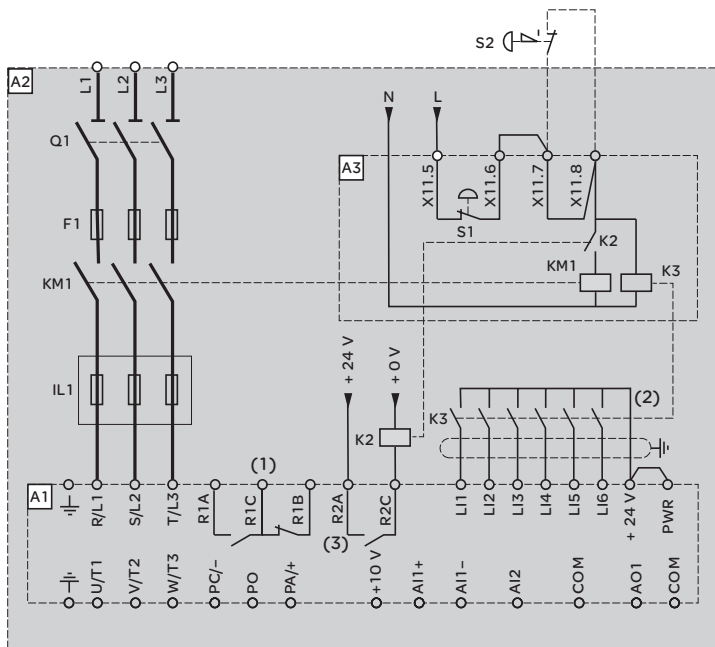 S2
A2
L1 L2 L3
N L
Q1
A3
X11.5 X11.6 X11.7 X11.8
S1
F1
K2
KM1 K3
KM1
+ 24 V + 0 V
IL1
K3 (2)
K2
(1)
A1
R/L1 S/L2 T/L3 R1A R1C R1B R2A R2C LI1 LI2 LI3 LI4 LI5 LI6 + 24 V PWR
(3)
U/T1 V/T2 W/T3 PC/− PO PA/+ +10 V AI1+ AI1− AI2 COM AO1 COM